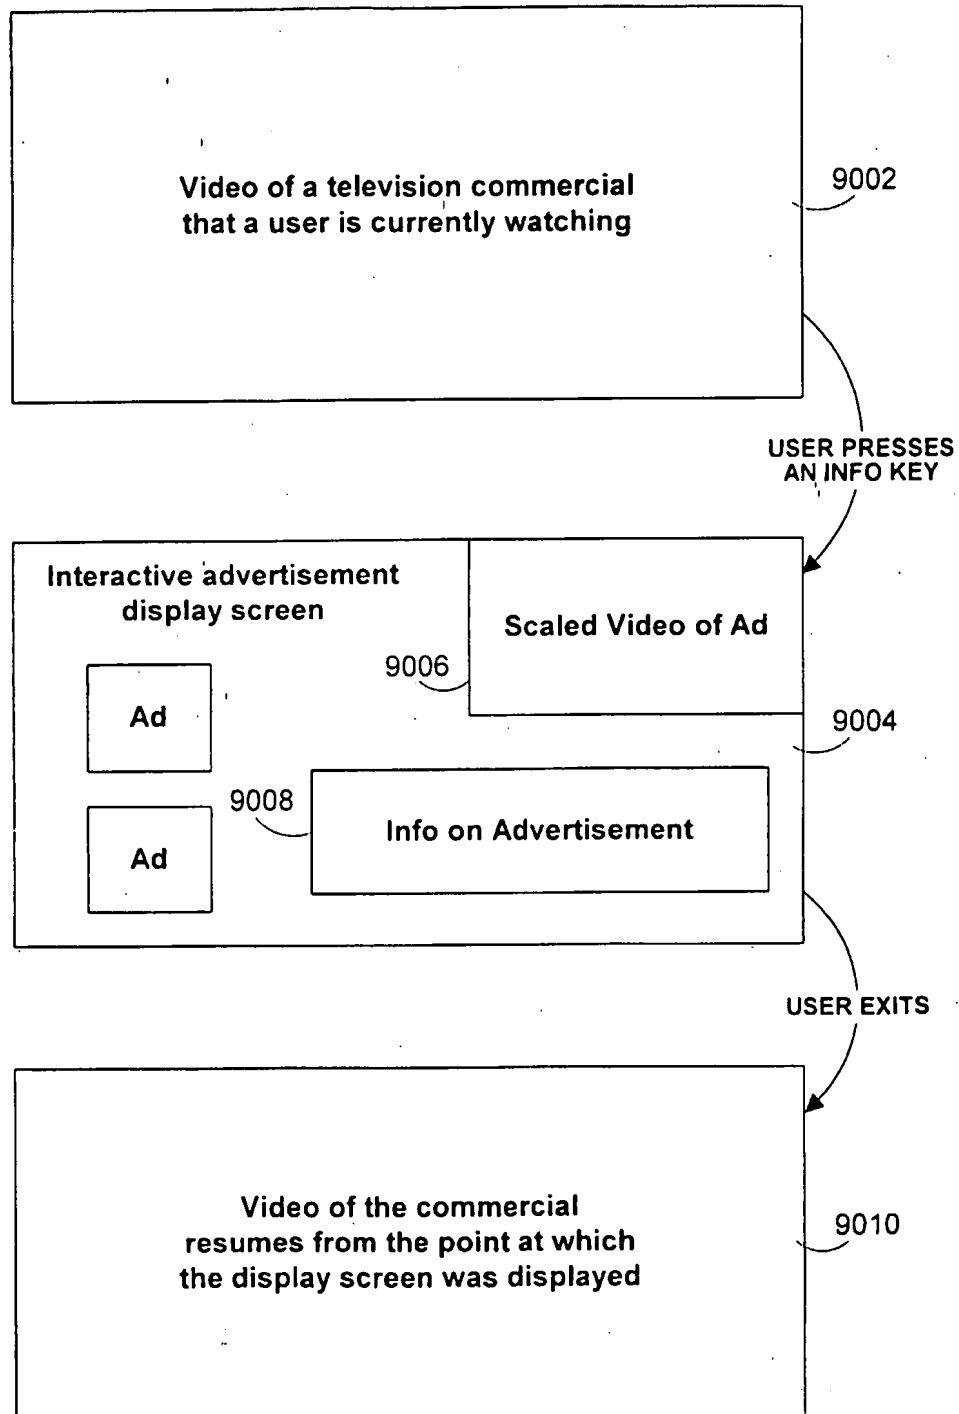 Video of a television commercial
that a user is currently watching
9002
USER PRESSES
AN INFO KEY
Interactive advertisement
display screen
Scaled Video of Ad
9006
Ad
9004
9008
Info on Advertisement
Ad
USER EXITS
Video of the commercial
resumes from the point at which
the display screen was displayed
9010